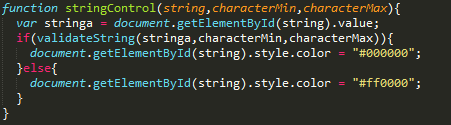 function stringControl(string,characterMin,characterMax){
var stringa = document.getElementById(string).value;
if(validateString(stringa,characterMin,characterMax)){
document.getElementById(string).style.color = "#000000";
}else{
document.getElementById(string).style.color = "#ff0000";
}
}